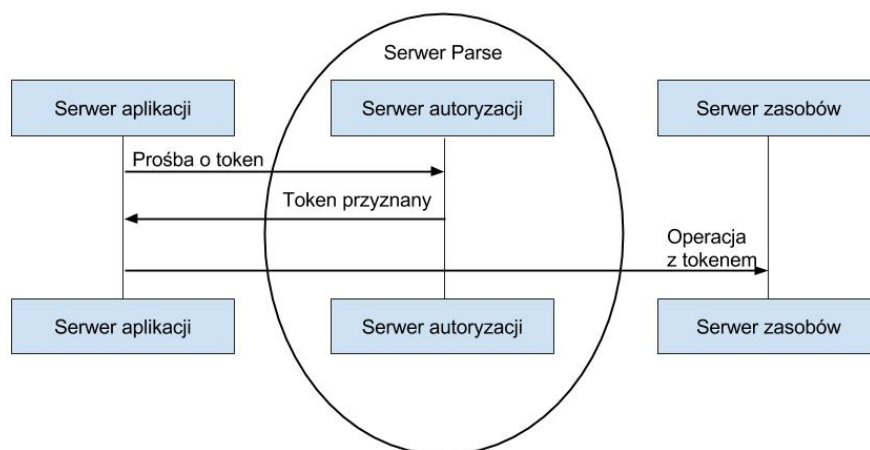 Serwer Parse
Serwer aplikacji
Serwer autoryzacji
Serwer zasobów
Prośba o token
Token przyznany
Operacja
z tokenem
Serwer aplikacji
Serwer autoryzacji
Serwer zasobów